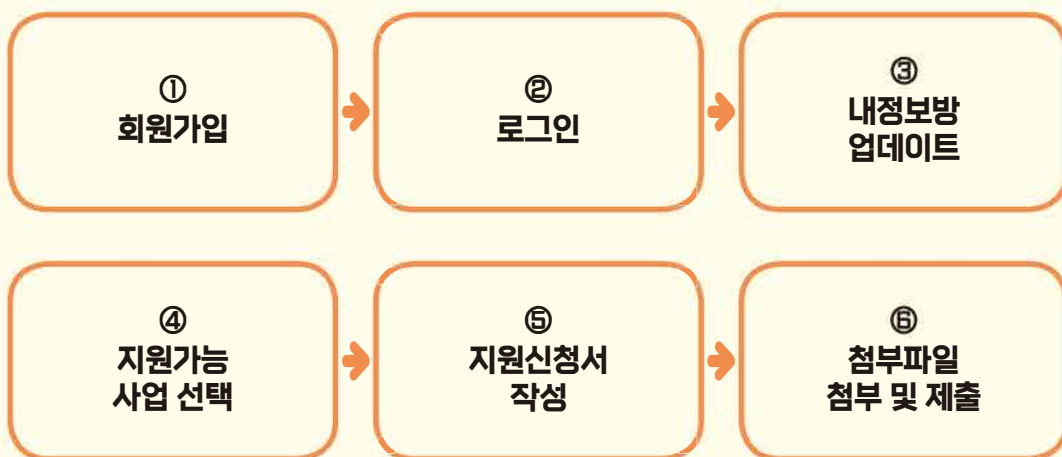 ①
회원가입
②
로그인
③
내정보방
업데이트
④
지원가능
사업 선택
⑤
지원신청서
작성
⑥
첨부파일
첨부 및 제출